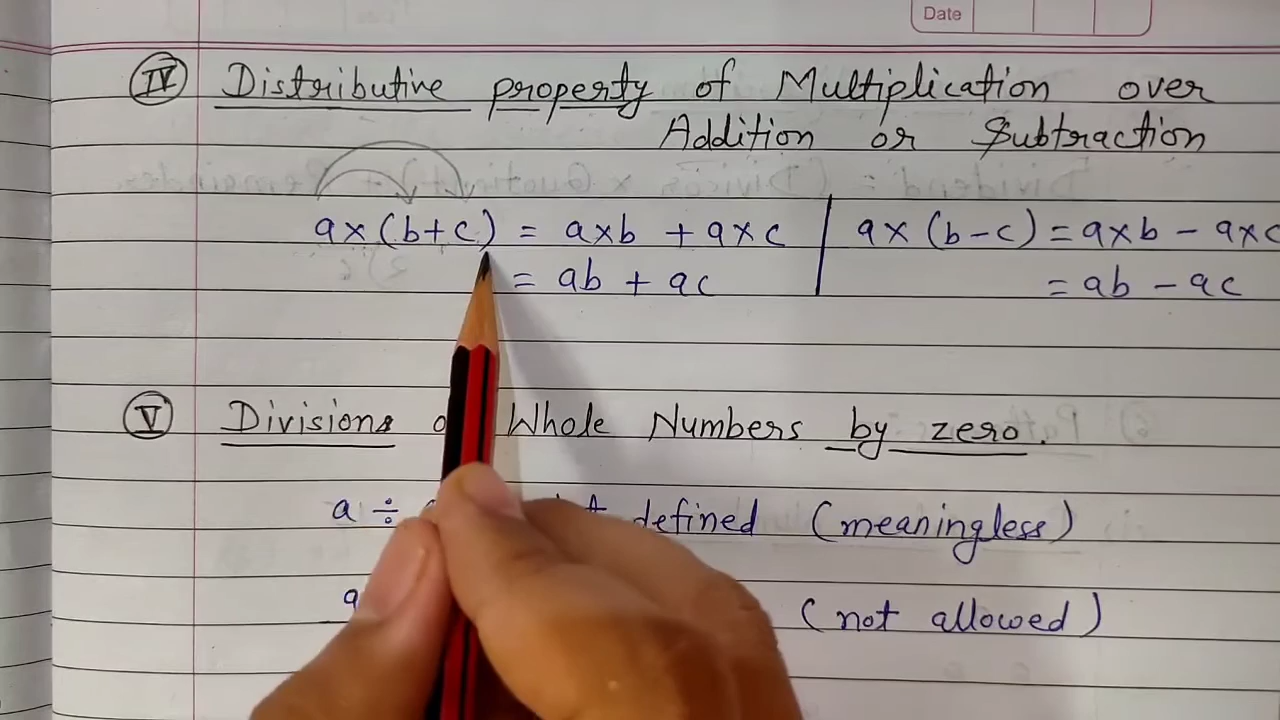 Date
IV Distributive property of Multiplication over
Addition or Subtraction
a×(b+c) = a×b + a×c | a×(b-c) = a×b - a×c
= ab + ac = ab - ac
V Divisions Whole Numbers by zero.
a ÷ defined (meaningless)
(not allowed)